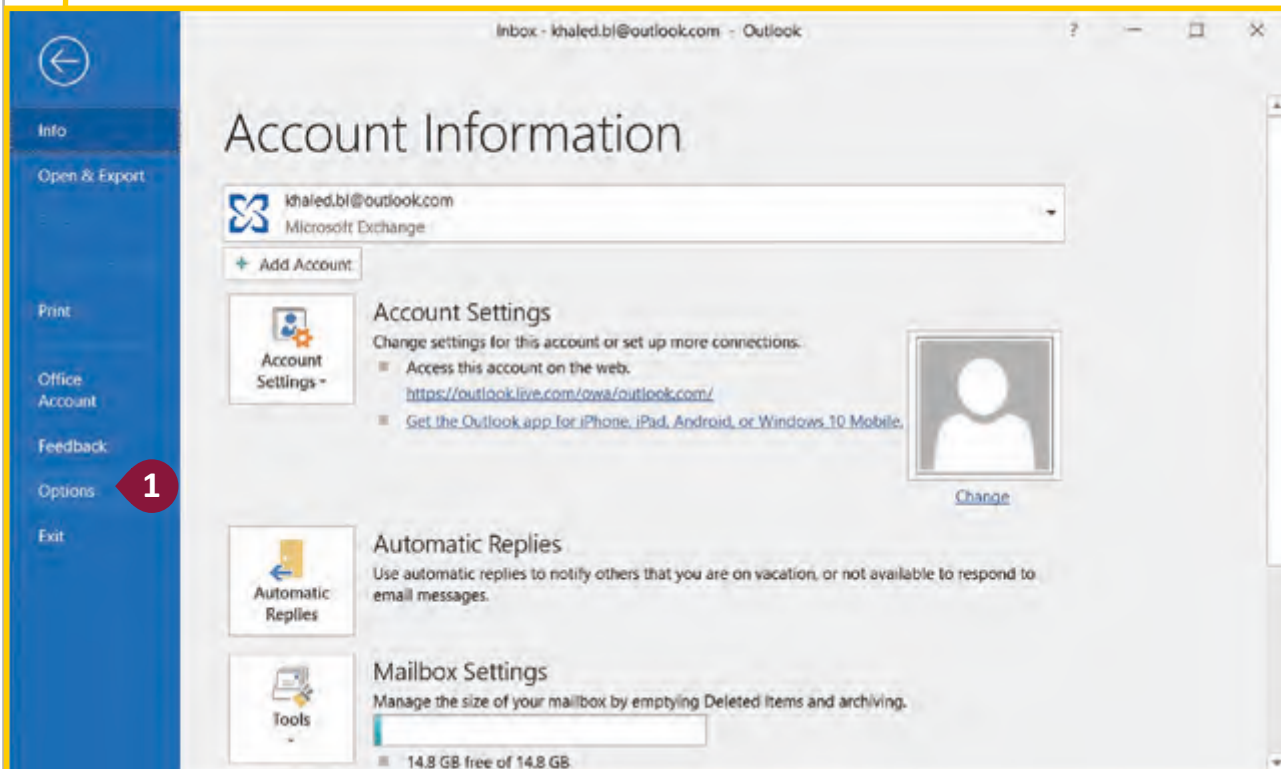 Inbox - khaled.bl@outlook.com - Outlook
?
Info
Open & Export
Print
Office
Account
Feedback
Options
1
Exit
Account Information
khaled.bl@outlook.com
Microsoft Exchange
+ Add Account
Account
Settings
Account Settings
Change settings for this account or set up more connections.
Access this account on the web.
https://outlook.live.com/owa/outlook.com/
Get the Outlook app for iPhone, iPad, Android, or Windows 10 Mobile.
Change
Automatic
Replies
Automatic Replies
Use automatic replies to notify others that you are on vacation, or not available to respond to
email messages.
Tools
Mailbox Settings
Manage the size of your mailbox by emptying Deleted Items and archiving.
14.8 GB free of 14.8 GB